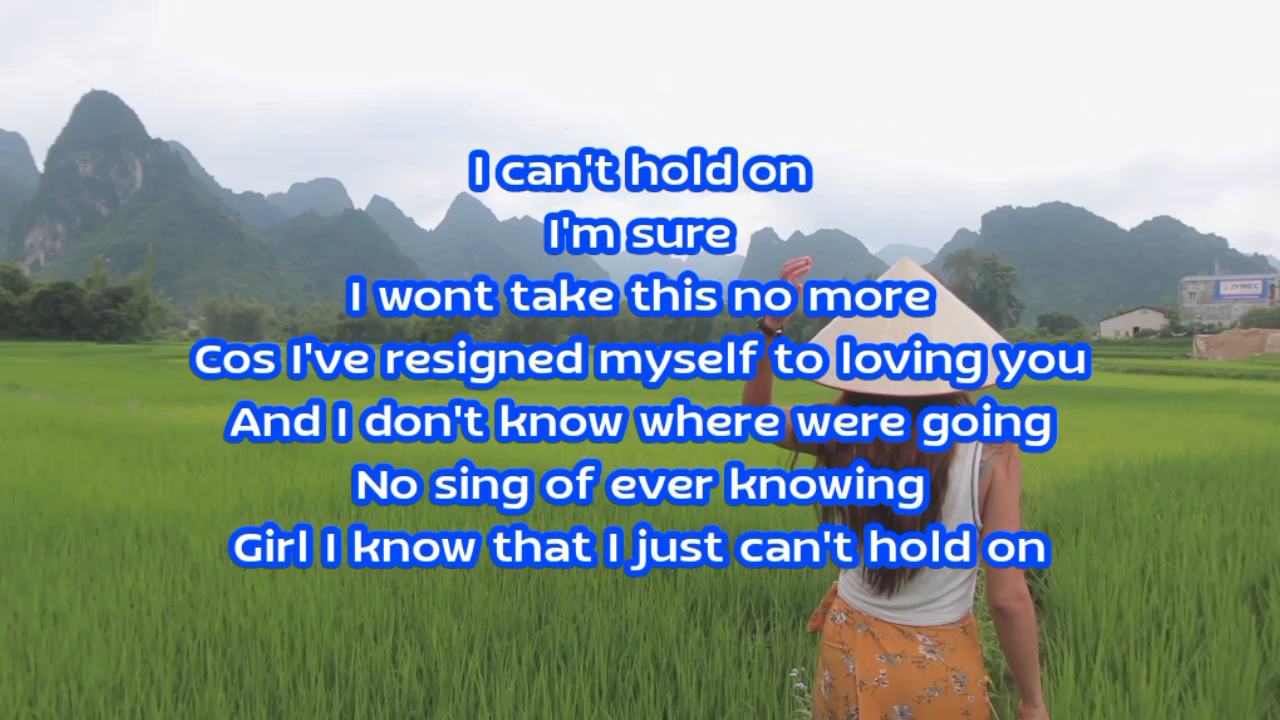 I can't hold on
I'm sure
I wont take this no more
Cos I've resigned myself to loving you
And I don't know where were going
No sing of ever knowing
Girl I know that I just can't hold on
JYMEC